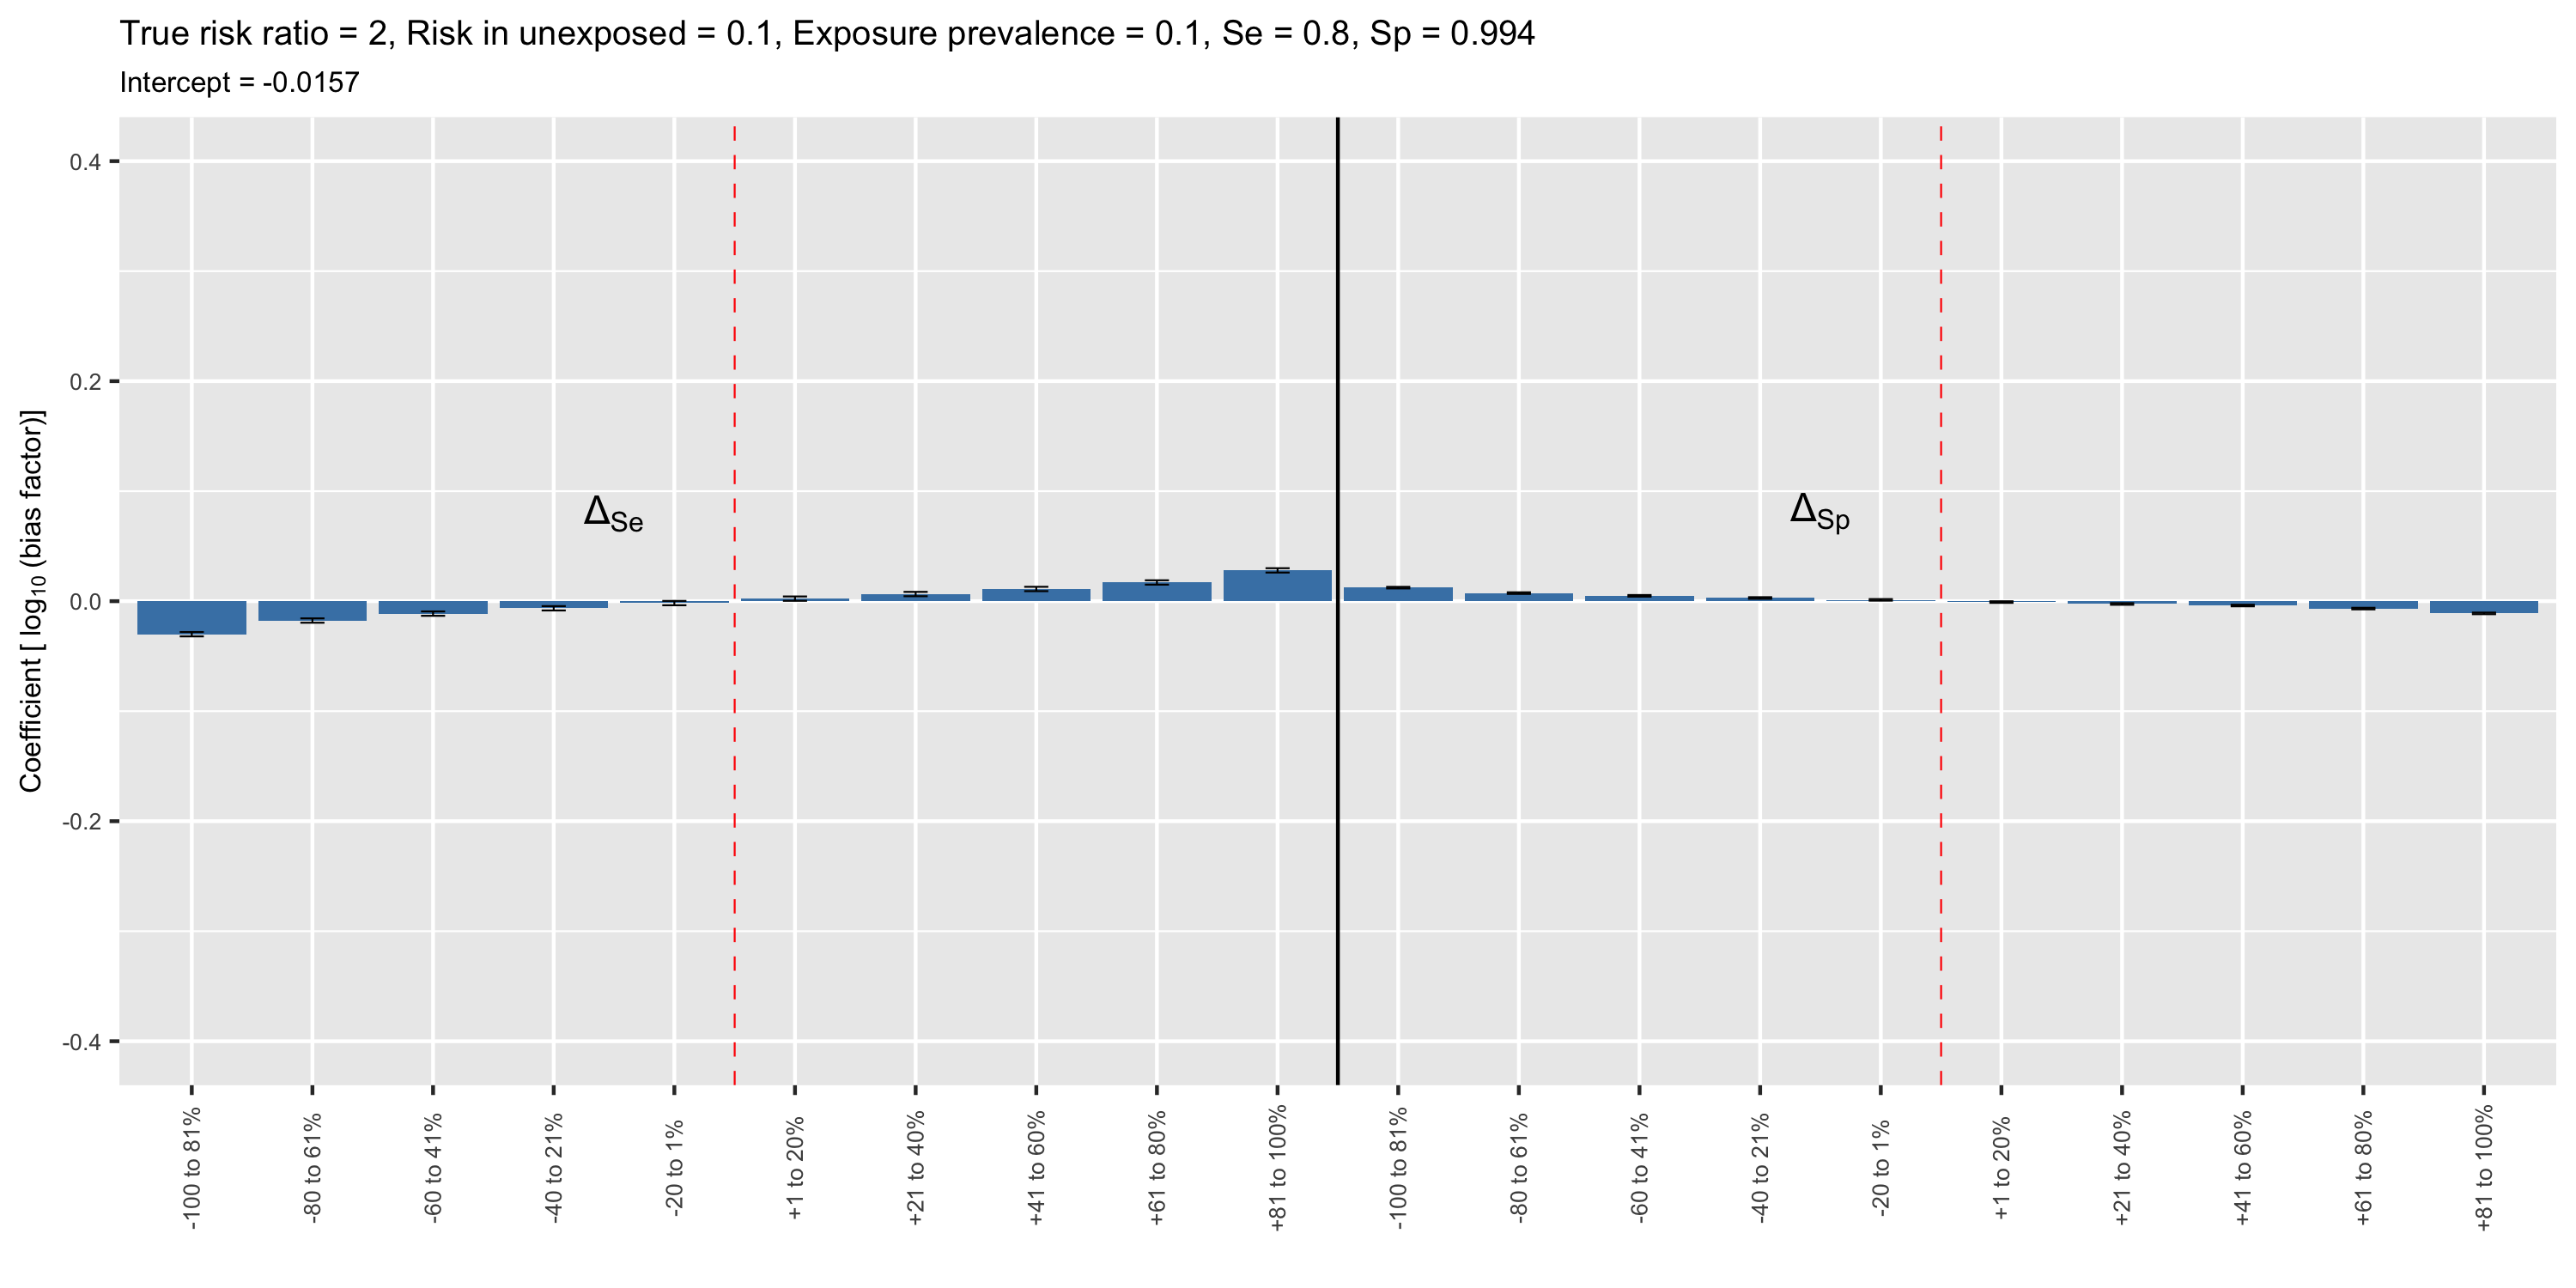 True risk ratio = 2, Risk in unexposed = 0.1, Exposure prevalence = 0.1, Se = 0.8, Sp = 0.994
Intercept = -0.0157
Coefficient [ log10 (bias factor)]
0.4
0.2
0.0
-0.2
-0.4
ΔSe
ΔSp
-100 to 81%
-80 to 61%
-60 to 41%
-40 to 21%
-20 to 1%
+1 to 20%
+21 to 40%
+41 to 60%
+61 to 80%
+81 to 100%
-100 to 81%
-80 to 61%
-60 to 41%
-40 to 21%
-20 to 1%
+1 to 20%
+21 to 40%
+41 to 60%
+61 to 80%
+81 to 100%